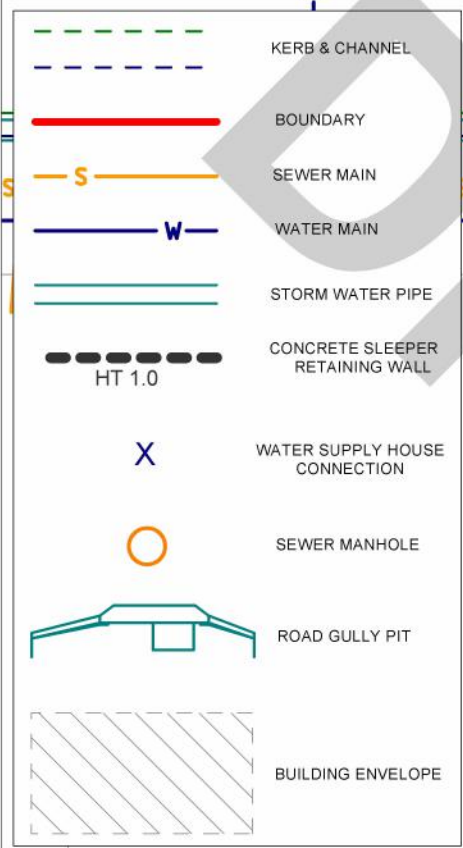 KERB & CHANNEL
BOUNDARY
S
SEWER MAIN
W
WATER MAIN
STORM WATER PIPE
CONCRETE SLEEPER
RETAINING WALL
HT 1.0
X
WATER SUPPLY HOUSE
CONNECTION
SEWER MANHOLE
ROAD GULLY PIT
BUILDING ENVELOPE
S